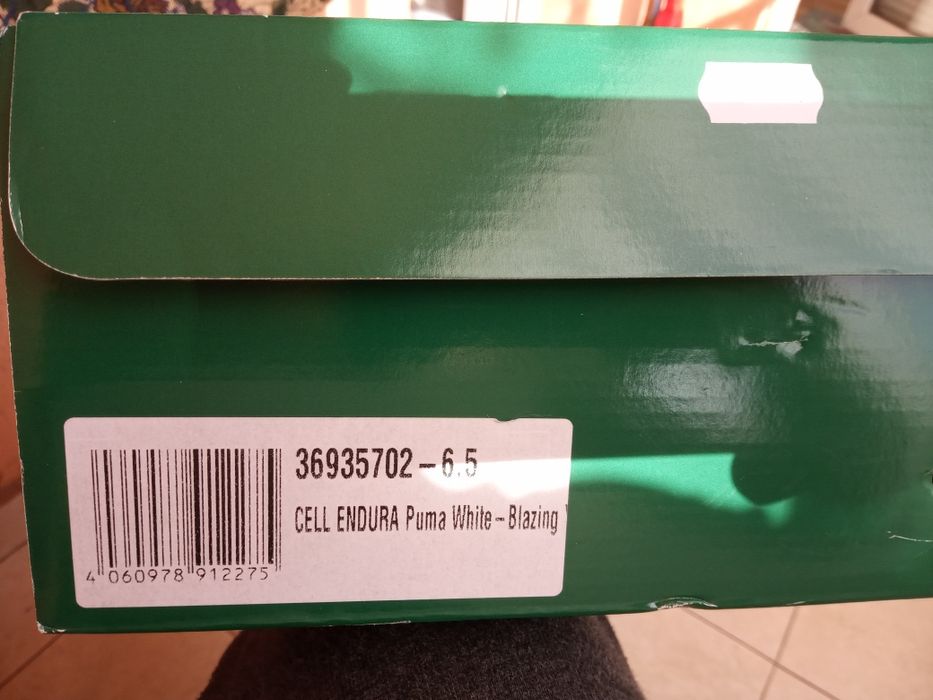 36935702-6.5
CELL ENDURA Puma White-Blazing
4 060978 912275